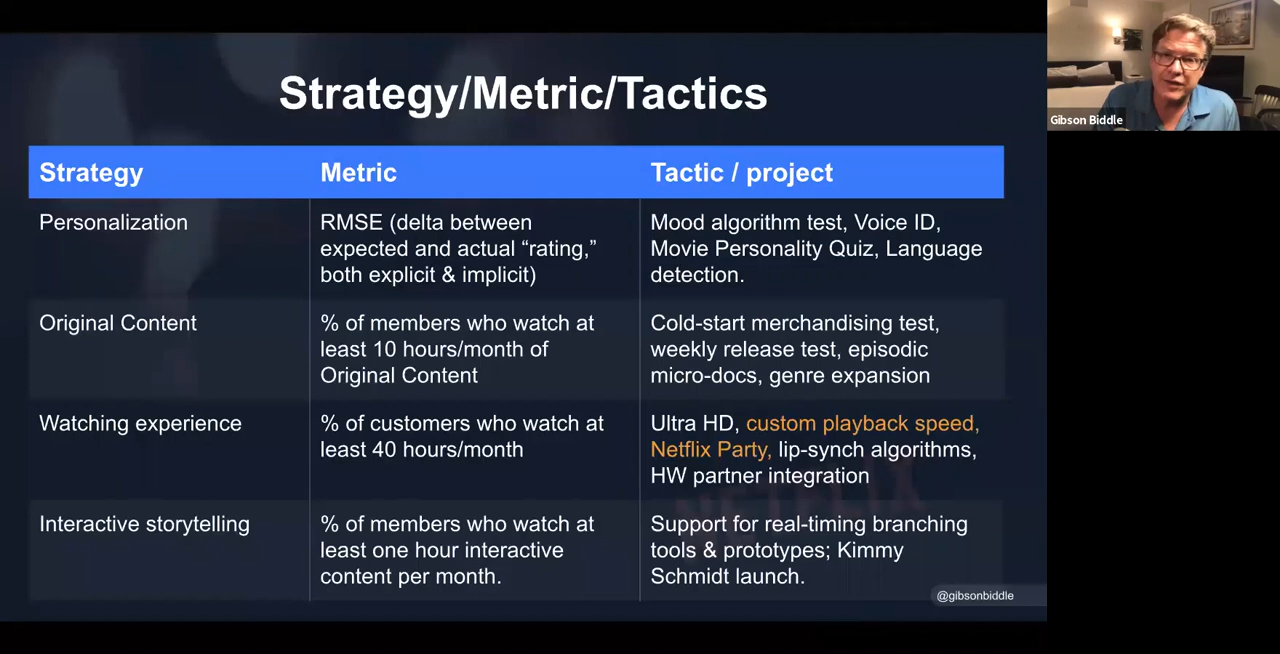 Strategy/Metric/Tactics
Strategy
Metric
Tactic / project
Personalization
RMSE (delta between
expected and actual “rating,”
both explicit & implicit)
Mood algorithm test, Voice ID,
Movie Personality Quiz, Language
detection.
Original Content
% of members who watch at
least 10 hours/month of
Original Content
Cold-start merchandising test,
weekly release test, episodic
micro-docs, genre expansion
Watching experience
% of customers who watch at
least 40 hours/month
Ultra HD, custom playback speed,
Netflix Party, lip-synch algorithms,
HW partner integration
Interactive storytelling
% of members who watch at
least one hour interactive
content per month.
Support for real-timing branching
tools & prototypes; Kimmy
Schmidt launch.
NETFLIX
@gibsonbiddle
Gibson Biddle